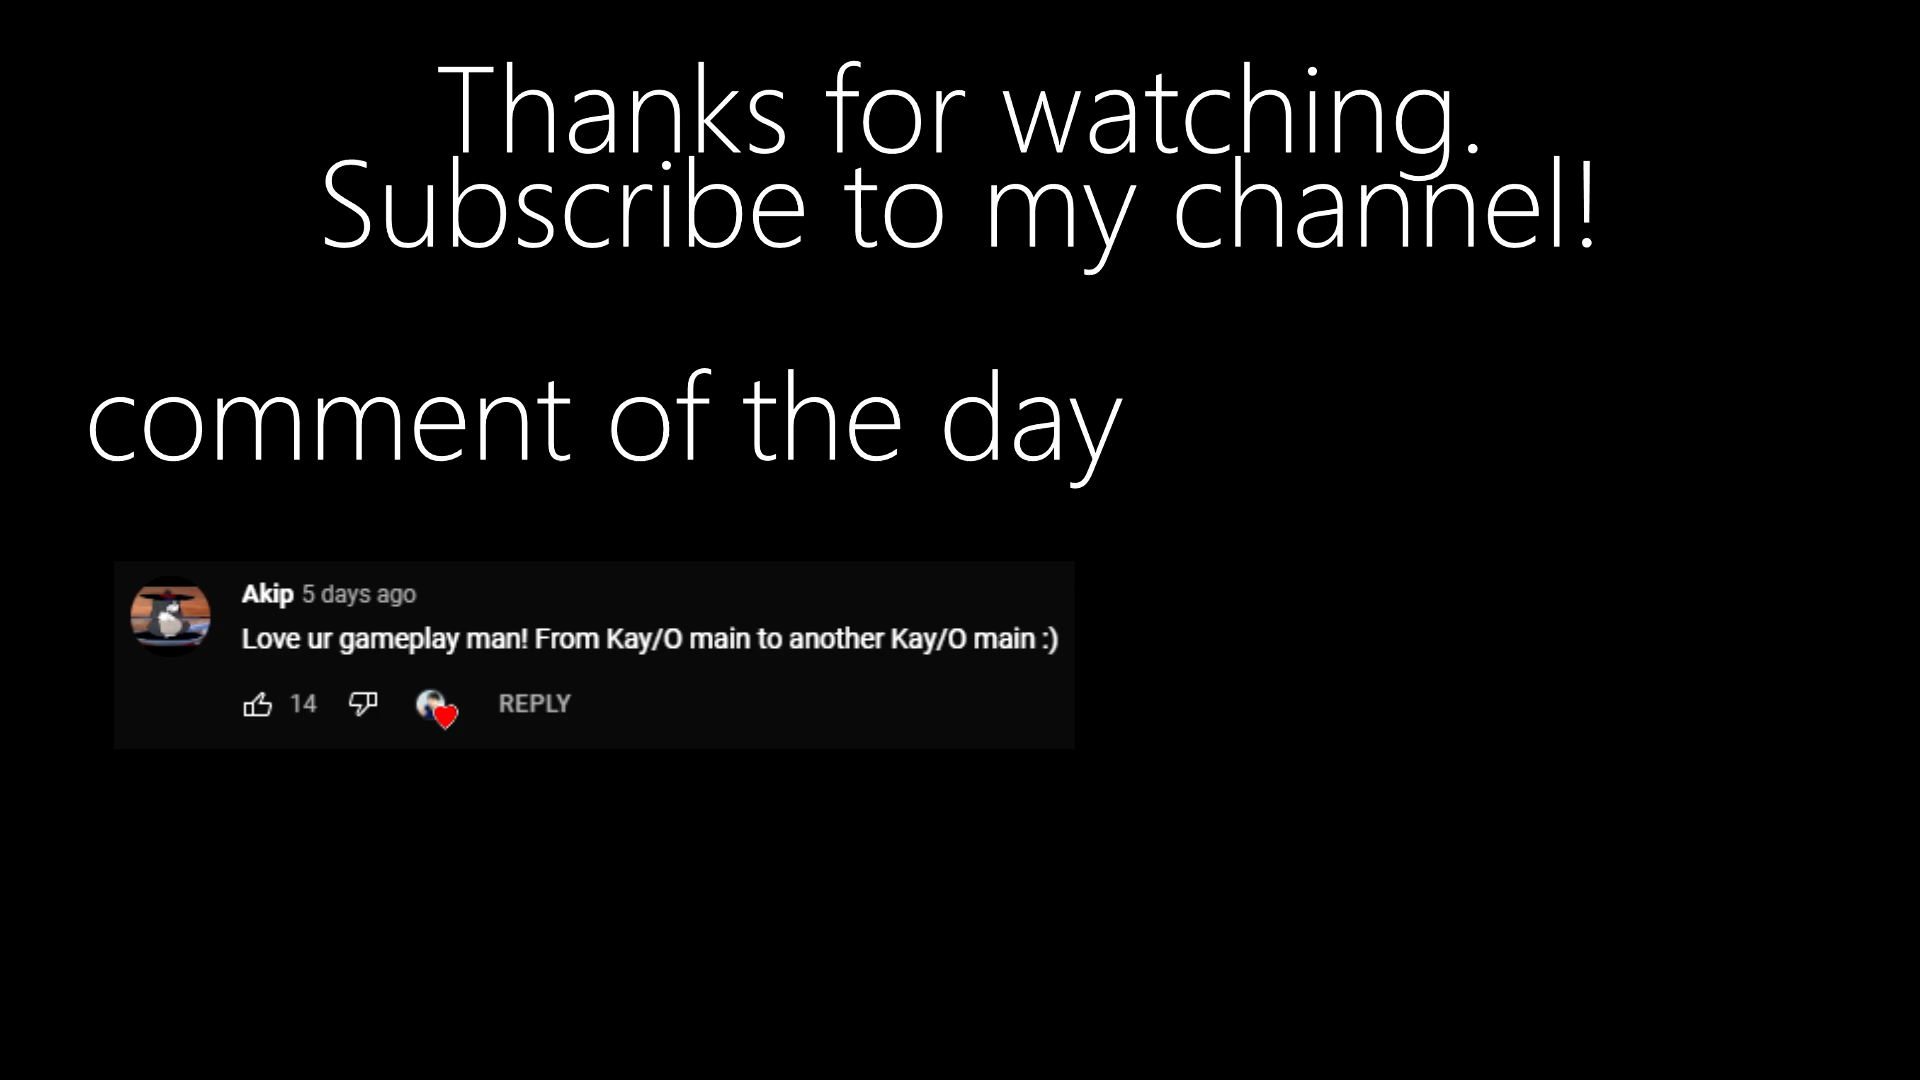 Thanks for watching.
Subscribe to my channel!
comment of the day
Akip 5 days ago
Love ur gameplay man! From Kay/O main to another Kay/O main :)
14 REPLY